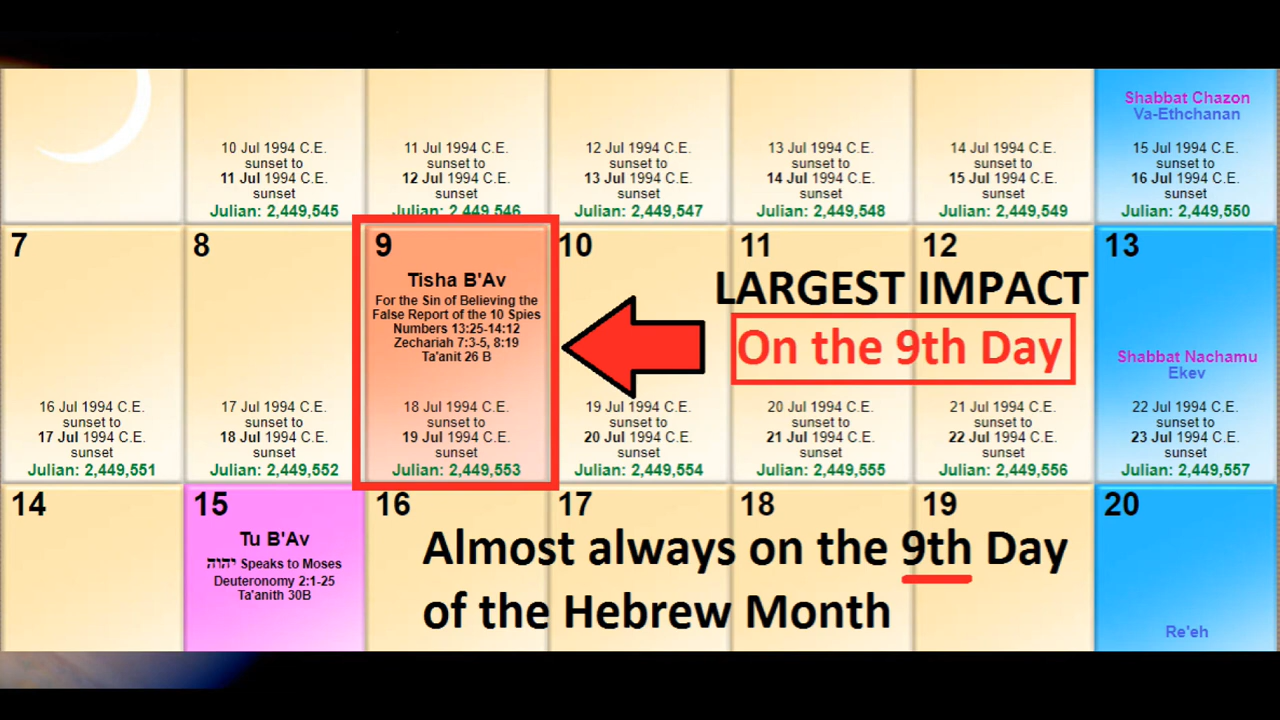 Shabbat Chazon
Va-Ethchanan
10 Jul 1994 C.E.
sunset to
11 Jul 1994 C.E.
sunset
Julian: 2,449,545
11 Jul 1994 C.E.
sunset to
12 Jul 1994 C.E.
sunset
Julian: 2,449,546
12 Jul 1994 C.E.
sunset to
13 Jul 1994 C.E.
sunset
Julian: 2,449,547
13 Jul 1994 C.E.
sunset to
14 Jul 1994 C.E.
sunset
Julian: 2,449,548
14 Jul 1994 C.E.
sunset to
15 Jul 1994 C.E.
sunset
Julian: 2,449,549
15 Jul 1994 C.E.
sunset to
16 Jul 1994 C.E.
sunset
Julian: 2,449,550
7
16 Jul 1994 C.E.
sunset to
17 Jul 1994 C.E.
sunset
Julian: 2,449,551
8
17 Jul 1994 C.E.
sunset to
18 Jul 1994 C.E.
sunset
Julian: 2,449,552
9
Tisha B'Av
For the Sin of Believing the
False Report of the 10 Spies
Numbers 13:25-14:12
Zechariah 7:3-5, 8:19
Ta'anit 26 B
18 Jul 1994 C.E.
sunset to
19 Jul 1994 C.E.
sunset
Julian: 2,449,553
10
19 Jul 1994 C.E.
sunset to
20 Jul 1994 C.E.
sunset
Julian: 2,449,554
11
12
LARGEST IMPACT
On the 9th Day
20 Jul 1994 C.E.
sunset to
21 Jul 1994 C.E.
sunset
Julian: 2,449,555
21 Jul 1994 C.E.
sunset to
22 Jul 1994 C.E.
sunset
Julian: 2,449,556
13
Shabbat Nachamu
Ekev
22 Jul 1994 C.E.
sunset to
23 Jul 1994 C.E.
sunset
Julian: 2,449,557
14
15
Tu B'Av
יהוה Speaks to Moses
Deuteronomy 2:1-25
Ta'anith 30B
16
17
18
19
Almost always on the 9th Day
of the Hebrew Month
20
Re'eh